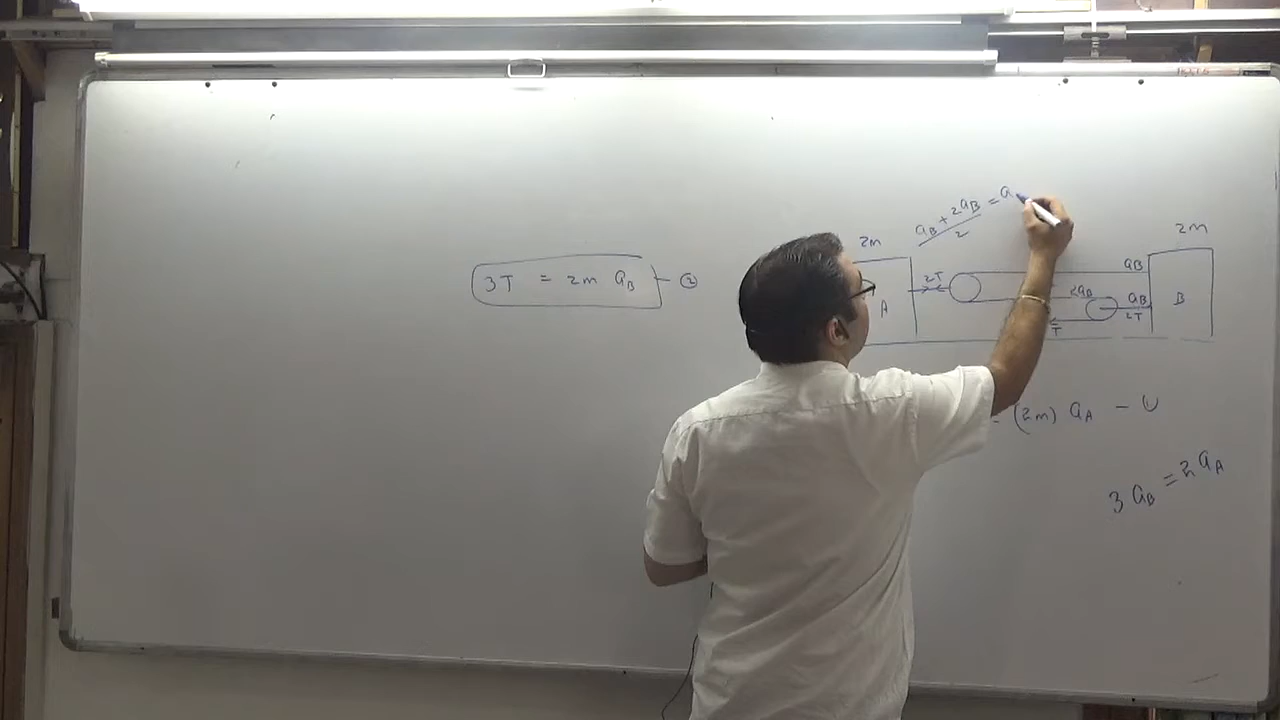 3T = 2m aB — ②
2m
(aB + 2aB)/2 = a
2m
A
2T
aB
2aB
aB
2T
T
B
= (2m) aA — ①
3 aB = 2 aA